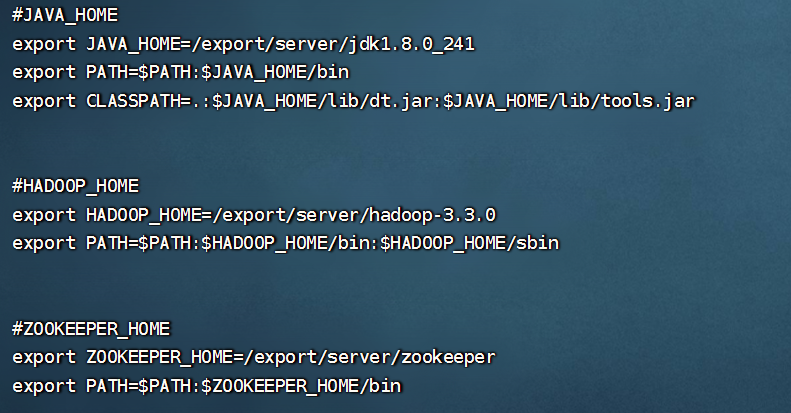 #JAVA_HOME
export JAVA_HOME=/export/server/jdk1.8.0_241
export PATH=$PATH:$JAVA_HOME/bin
export CLASSPATH=.:$JAVA_HOME/lib/dt.jar:$JAVA_HOME/lib/tools.jar
#HADOOP_HOME
export HADOOP_HOME=/export/server/hadoop-3.3.0
export PATH=$PATH:$HADOOP_HOME/bin:$HADOOP_HOME/sbin
#ZOOKEEPER_HOME
export ZOOKEEPER_HOME=/export/server/zookeeper
export PATH=$PATH:$ZOOKEEPER_HOME/bin